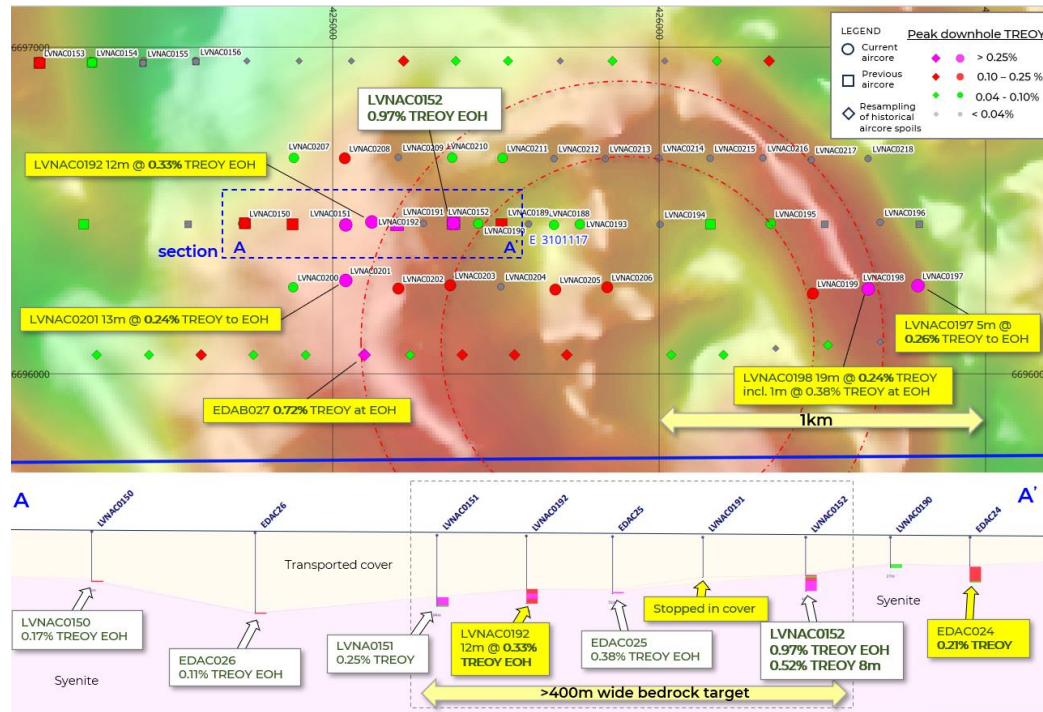 425000
426000
4
6697000
LVNAC0153
LVNAC0154
LVNAC0155
LVNAC0156
LEGEND
Peak downhole TREOY
Current
aircore
Previous
aircore
Resampling
of historical
aircore spoils
> 0.25%
0.10 – 0.25%
0.04 - 0.10%
< 0.04%
LVNAC0152
0.97% TREOY EOH
LVNAC0192 12m @ 0.33%
TREOY EOH
LVNAC0207
LVNAC0208
LVNAC0209
LVNAC0210
LVNAC0211
LVNAC0212
LVNAC0213
LVNAC0214
LVNAC0215
LVNAC0216
LVNAC0217
LVNAC0218
LVNAC0150
LVNAC0151
LVNAC0192
LVNAC0191
LVNAC0152
LVNAC0190
LVNAC0189
LVNAC0188
LVNAC0193
LVNAC0194
LVNAC0195
LVNAC0196
section
A
A'
E 3101117
LVNAC0200
LVNAC0201
LVNAC0202
LVNAC0203
LVNAC0204
LVNAC0205
LVNAC0206
LVNAC0199
LVNAC0198
LVNAC0197
LVNAC0201 13m @ 0.24% TREOY to EOH
LVNAC0197 5m @
0.26% TREOY to EOH
6696000
669600
EDAB027 0.72% TREOY at EOH
LVNAC0198 19m @ 0.24% TREOY
incl. 1m @ 0.38% TREOY at EOH
1km
A
A'
LVNAC0150
EDAC26
LVNAC0151
LVNAC0192
EDAC25
LVNAC0191
LVNAC0152
LVNAC0190
EDAC24
Transported cover
LVNAC0150
0.17% TREOY EOH
EDAC026
0.11% TREOY EOH
LVNA0151
0.25% TREOY
LVNAC0192
12m @ 0.33%
TREOY EOH
EDAC025
0.38% TREOY EOH
Stopped in cover
LVNAC0152
0.97% TREOY EOH
0.52% TREOY 8m
Syenite
EDAC024
0.21% TREOY
Syenite
>400m wide bedrock target